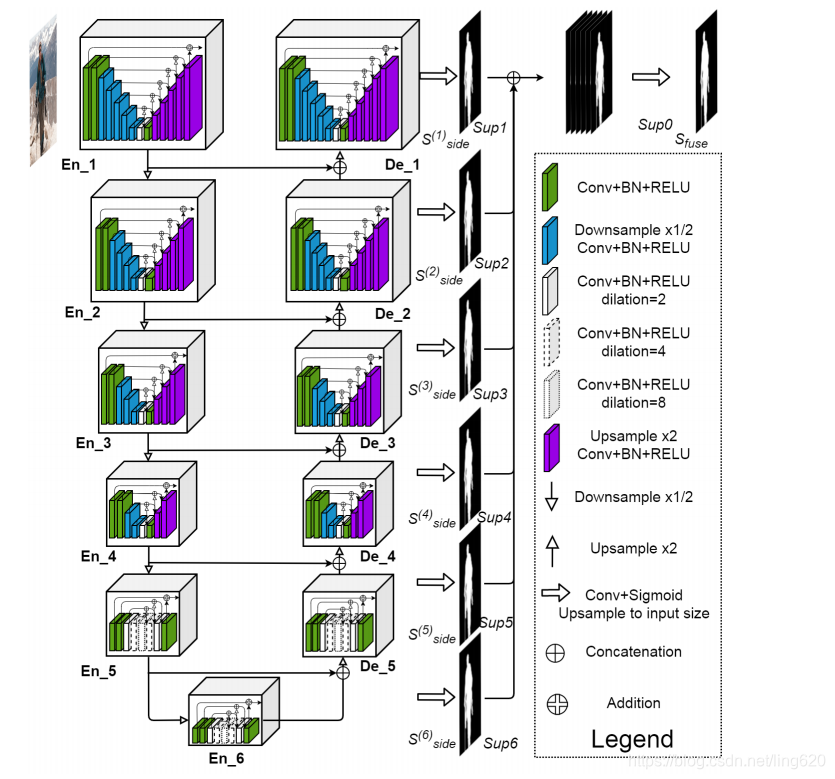 S(1)side
Sup1
En_1
De_1
Sup0
Sfuse
S(2)side
Sup2
En_2
De_2
S(3)side
Sup3
En_3
De_3
S(4)side
Sup4
En_4
De_4
S(5)side
Sup5
En_5
De_5
S(6)side
Sup6
En_6
Conv+BN+RELU
Downsample x1/2
Conv+BN+RELU
Conv+BN+RELU
dilation=2
Conv+BN+RELU
dilation=4
Conv+BN+RELU
dilation=8
Upsample x2
Conv+BN+RELU
Downsample x1/2
Upsample x2
Conv+Sigmoid
Upsample to input size
Concatenation
Addition
Legend
https://blog.csdn.net/ling620